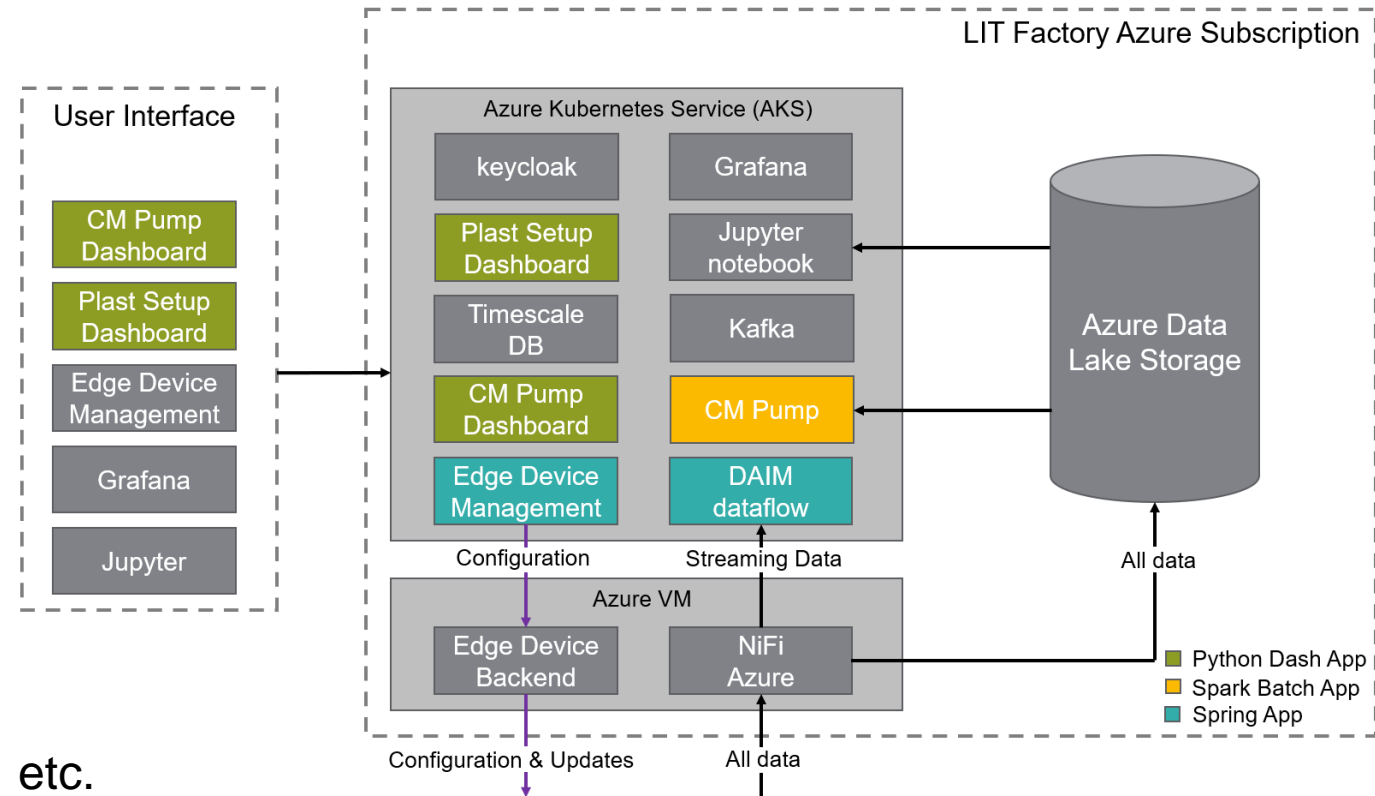 LIT Factory Azure Subscription
User Interface
CM Pump
Dashboard
Plast Setup
Dashboard
Edge Device
Management
Grafana
Jupyter
Azure Kubernetes Service (AKS)
keycloak
Grafana
Plast Setup
Dashboard
Jupyter
notebook
Timescale
DB
Kafka
CM Pump
Dashboard
CM Pump
Edge Device
Management
DAIM
dataflow
Azure Data
Lake Storage
Configuration
Streaming Data
All data
Azure VM
Edge Device
Backend
NiFi
Azure
Python Dash App
Spark Batch App
Spring App
Configuration & Updates
All data
etc.